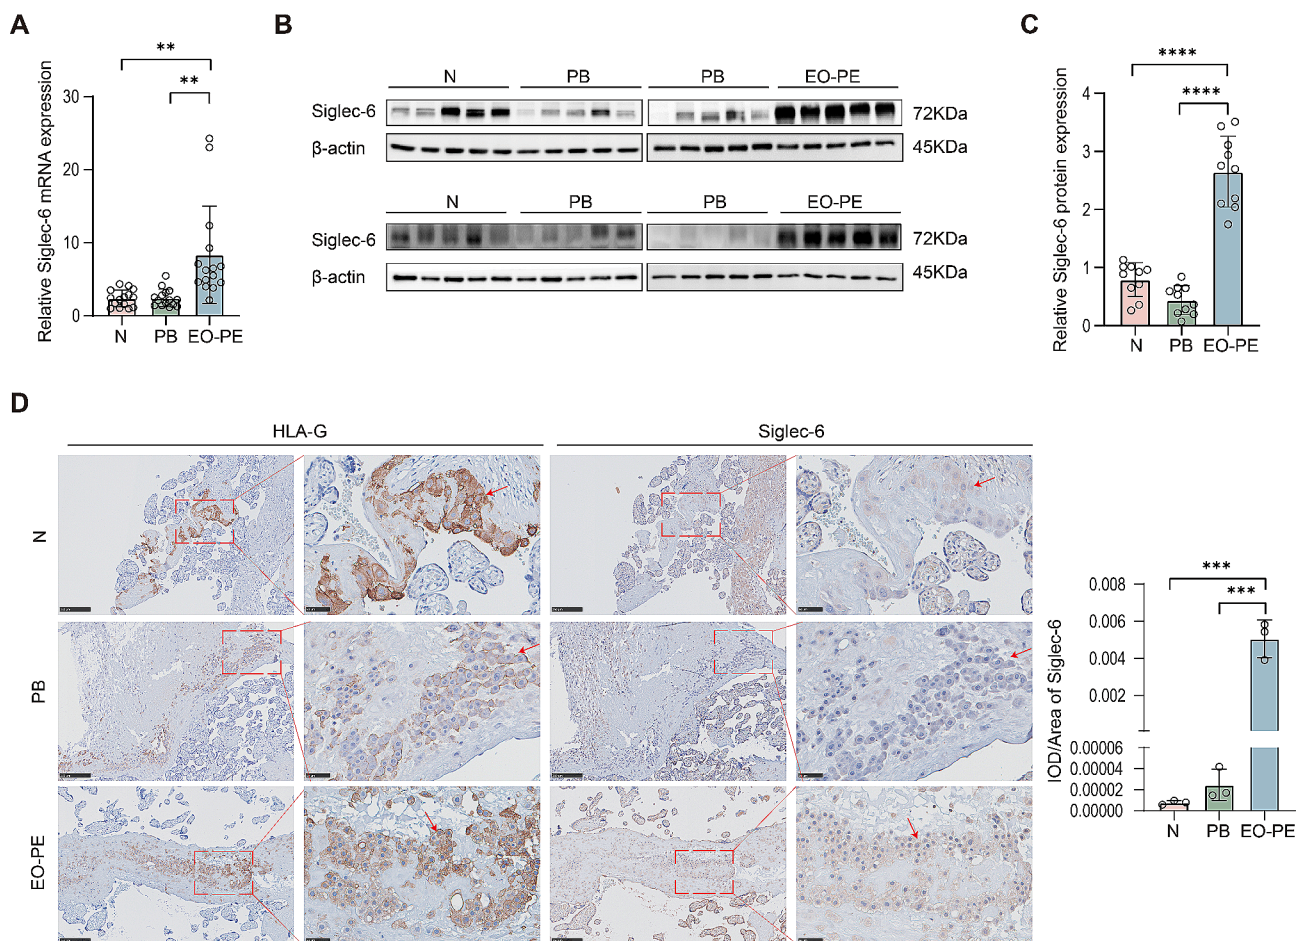 A
B
C
** 
**
Relative Siglec-6 mRNA expression
30
20
10
0
N
PB
EO-PE
N
PB
PB
EO-PE
Siglec-6
72KDa
β-actin
45KDa
N
PB
PB
EO-PE
Siglec-6
72KDa
β-actin
45KDa
****
****
Relative Siglec-6 protein expression
4
3
2
1
0
N
PB
EO-PE
D
HLA-G
Siglec-6
N
PB
EO-PE
***
***
IOD/Area of Siglec-6
0.008
0.006
0.004
0.002
0.00006
0.00004
0.00002
0.00000
N
PB
EO-PE